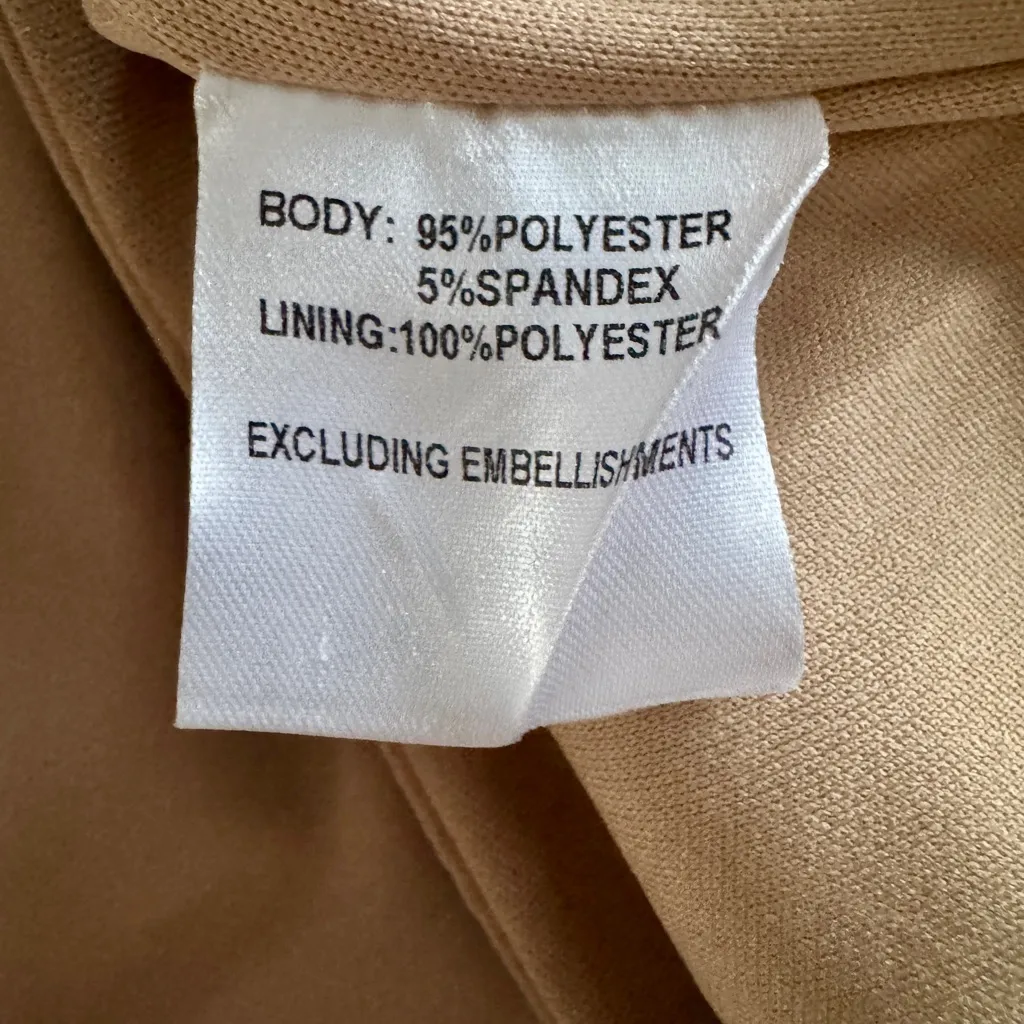 BODY: 95%POLYESTER
5%SPANDEX
LINING:100%POLYESTER
EXCLUDING EMBELLISHMENTS